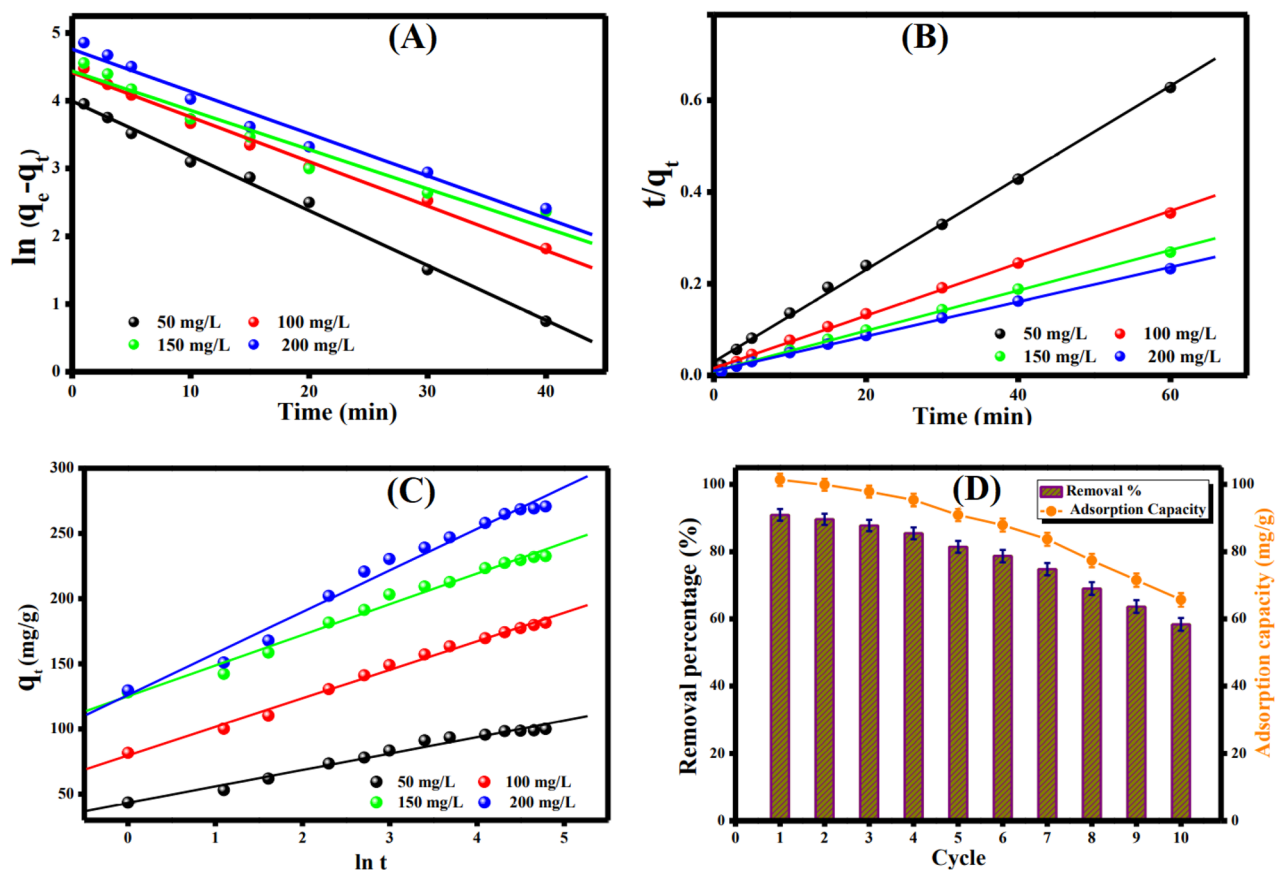 (A)
ln (qe-qt)
5
4
3
2
1
0
0 10 20 30 40
Time (min)
50 mg/L 100 mg/L
150 mg/L 200 mg/L
(B)
t/qt
0.6
0.4
0.2
0.0
0 20 40 60
Time (min)
50 mg/L 100 mg/L
150 mg/L 200 mg/L
(C)
qt (mg/g)
300
250
200
150
100
50
0 1 2 3 4 5
ln t
50 mg/L 100 mg/L
150 mg/L 200 mg/L
(D)
Removal %
Adsorption Capacity
Removal percentage (%)
100
80
60
40
20
0
0 1 2 3 4 5 6 7 8 9 10
Cycle
100
80
60
40
20
0
Adsorption capacity (mg/g)